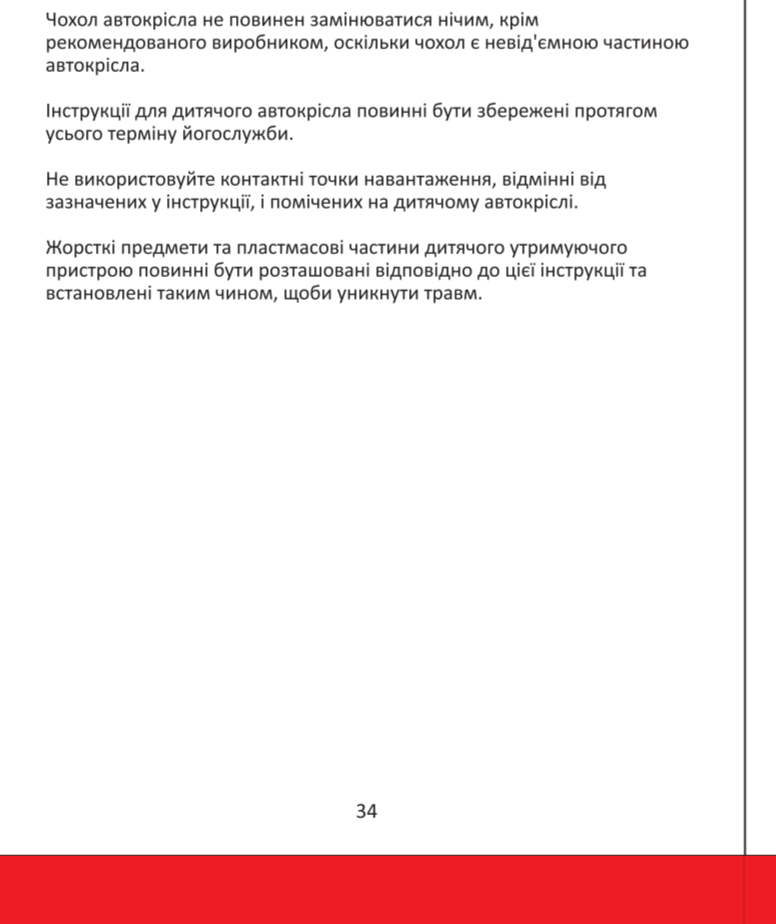 Чохол автокрісла не повинен замінюватися нічим, крім
рекомендованого виробником, оскільки чохол є невід'ємною частиною
автокрісла.
Інструкції для дитячого автокрісла повинні бути збережені протягом
усього терміну йогослужби.
Не використовуйте контактні точки навантаження, відмінні від
зазначених у інструкції, і помічених на дитячому автокріслі.
Жорсткі предмети та пластмасові частини дитячого утримуючого
пристрою повинні бути розташовані відповідно до цієї інструкції та
встановлені таким чином, щоби уникнути травм.
34